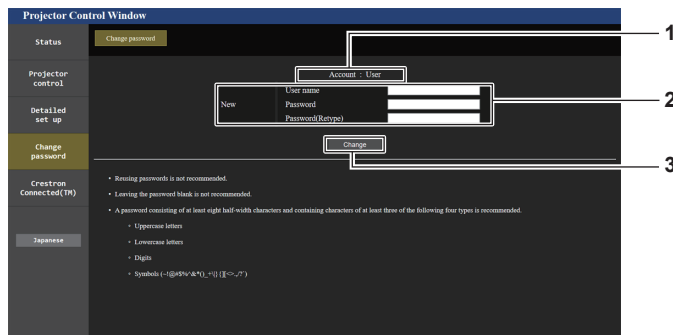 Projector Control Window
Status
Change password
1
Projector
control
Account : User
User name
2
New
Password
Detailed
set up
Password(Retype)
Change
password
Change
3
Crestron
Connected(TM)
• Reusing passwords is not recommended.
• Leaving the password blank is not recommended.
• A password consisting of at least eight half-width characters and containing characters of at least three of the following four types is recommended.
Uppercase letters
Lowercase letters
Japanese
Digits
Symbols (~!@#$%^&*()_+\|}{][<>.,/?`)